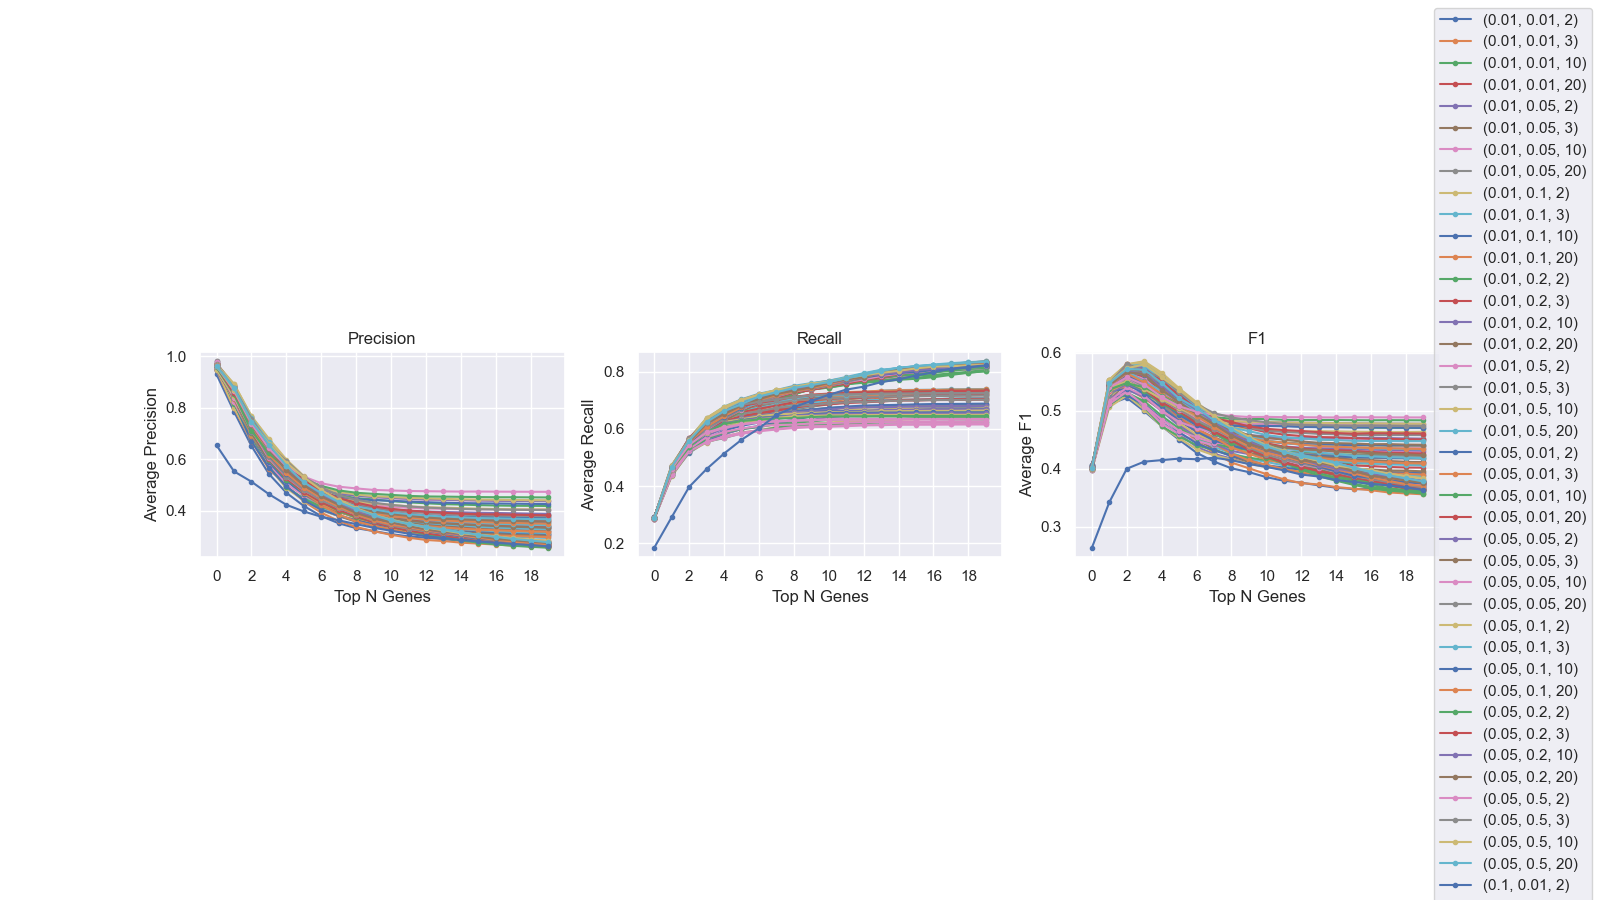 Precision
1.0
0.8
0.6
0.4
Average Precision
0 2 4 6 8 10 12 14 16 18
Top N Genes
Recall
0.8
0.6
0.4
0.2
Average Recall
0 2 4 6 8 10 12 14 16 18
Top N Genes
F1
0.6
0.5
0.4
0.3
Average F1
0 2 4 6 8 10 12 14 16 18
Top N Genes
(0.01, 0.01, 2)
(0.01, 0.01, 3)
(0.01, 0.01, 10)
(0.01, 0.01, 20)
(0.01, 0.05, 2)
(0.01, 0.05, 3)
(0.01, 0.05, 10)
(0.01, 0.05, 20)
(0.01, 0.1, 2)
(0.01, 0.1, 3)
(0.01, 0.1, 10)
(0.01, 0.1, 20)
(0.01, 0.2, 2)
(0.01, 0.2, 3)
(0.01, 0.2, 10)
(0.01, 0.2, 20)
(0.01, 0.5, 2)
(0.01, 0.5, 3)
(0.01, 0.5, 10)
(0.01, 0.5, 20)
(0.05, 0.01, 2)
(0.05, 0.01, 3)
(0.05, 0.01, 10)
(0.05, 0.01, 20)
(0.05, 0.05, 2)
(0.05, 0.05, 3)
(0.05, 0.05, 10)
(0.05, 0.05, 20)
(0.05, 0.1, 2)
(0.05, 0.1, 3)
(0.05, 0.1, 10)
(0.05, 0.1, 20)
(0.05, 0.2, 2)
(0.05, 0.2, 3)
(0.05, 0.2, 10)
(0.05, 0.2, 20)
(0.05, 0.5, 2)
(0.05, 0.5, 3)
(0.05, 0.5, 10)
(0.05, 0.5, 20)
(0.1, 0.01, 2)